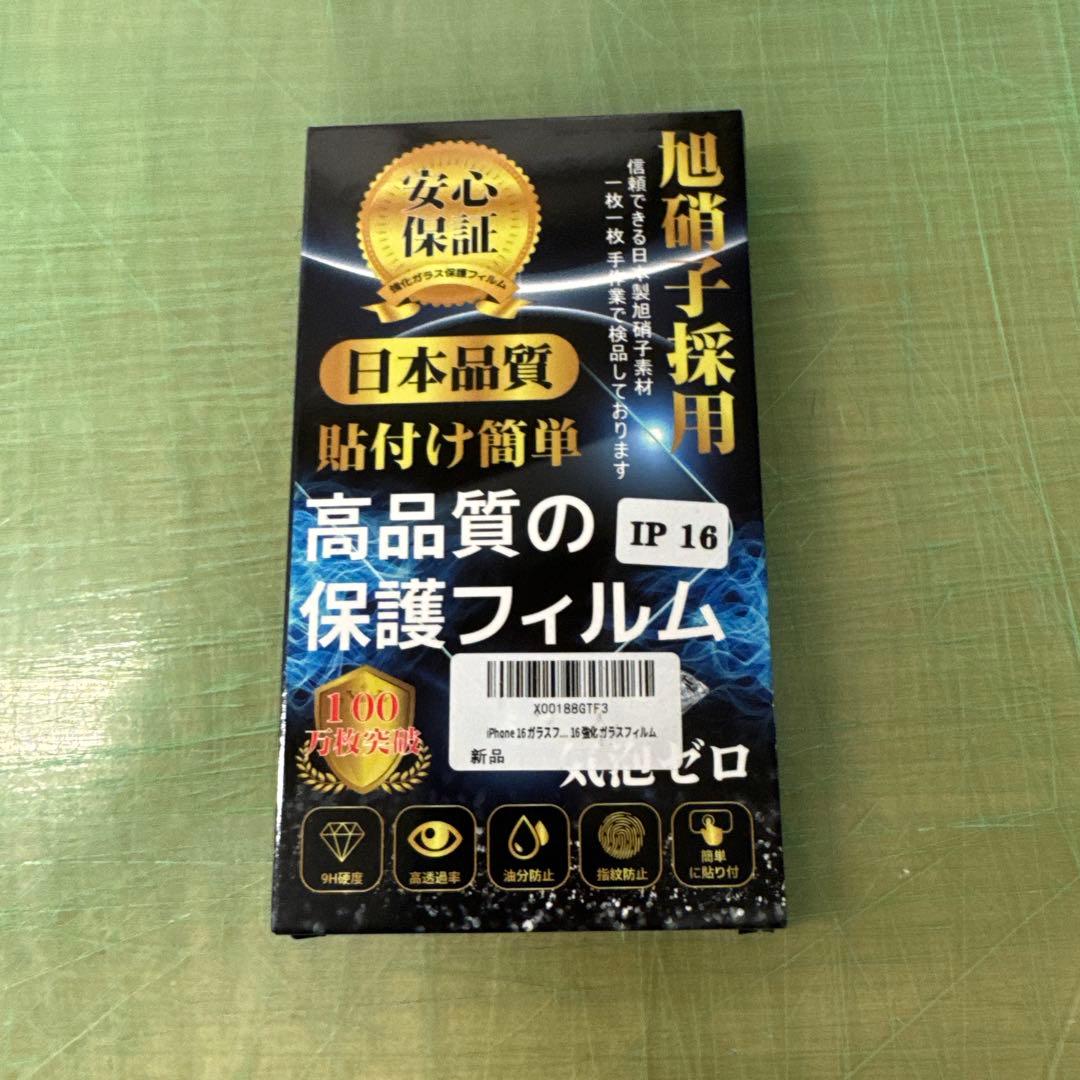 旭硝子採用
信頼できる日本製旭硝子素材
一枚一枚 手作業で検品しております
安心
保証
強化ガラス保護フィルム
日本品質
貼付け簡単
高品質の
IP 16
保護フィルム
X00188GTF3
iPhone 16 ガラスフ... 16 強化 ガラスフィルム
新品
100
万枚突破
気泡ゼロ
9H硬度
高透過率
油分防止
指紋防止
簡単
に貼り付